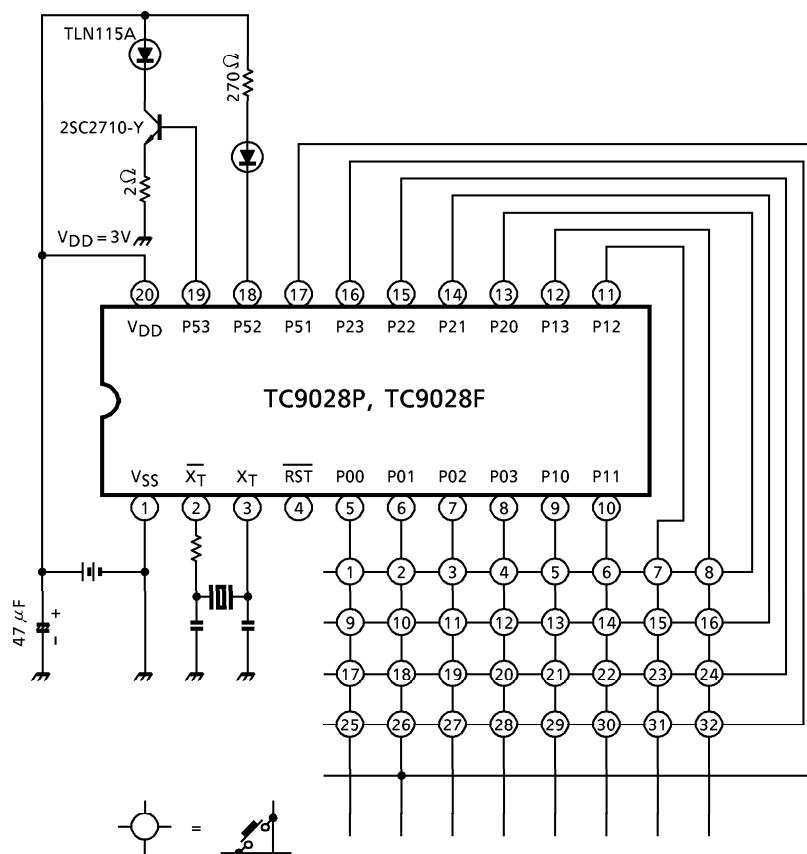 TLN115A
270Ω
2SC2710-Y
2Ω
VDD = 3V
20 19 18 17 16 15 14 13 12 11
VDD P53 P52 P51 P23 P22 P21 P20 P13 P12
TC9028P, TC9028F
VSS X̅T XT R̅S̅T̅ P00 P01 P02 P03 P10 P11
1 2 3 4 5 6 7 8 9 10
1 2 3 4 5 6 7 8
47 μF + -
9 10 11 12 13 14 15 16
17 18 19 20 21 22 23 24
25 26 27 28 29 30 31 32
=